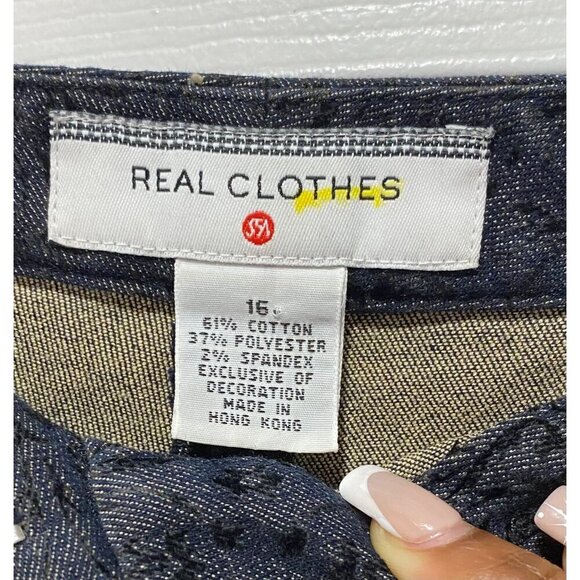 REAL CLOTHES
16
61% COTTON
37% POLYESTER
2% SPANDEX
EXCLUSIVE OF
DECORATION
MADE IN
HONG KONG